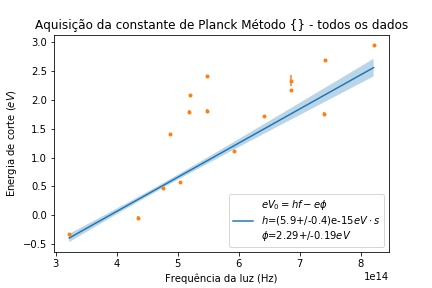 Aquisição da constante de Planck Método {} - todos os dados
Energia de corte (eV)
3.0
2.5
2.0
1.5
1.0
0.5
0.0
−0.5
eV₀ = hf − eϕ
h=(5.9+/-0.4)e-15eV · s
ϕ=2.29+/-0.19eV
3 4 5 6 7 8
1e14
Frequência da luz (Hz)